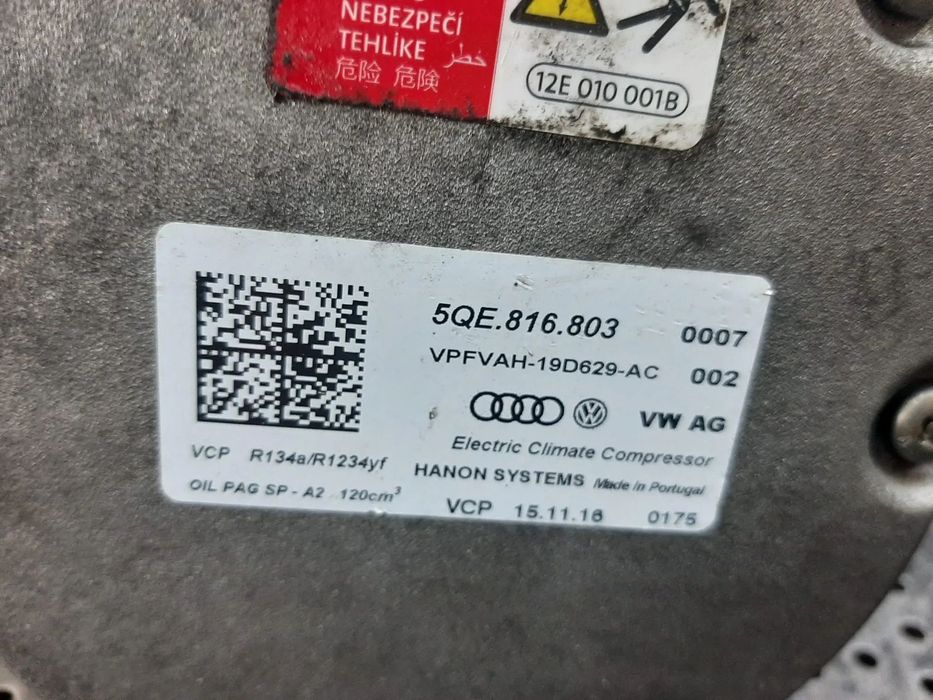 NEBEZPEČÍ
TEHLİKE خطر
危险 危険
12E 010 001B
5QE.816.803 0007
VPFVAH-19D629-AC 002
VW AG
Electric Climate Compressor
VCP R134a/R1234yf
HANON SYSTEMS Made in Portugal
OIL PAG SP - A2 120cm³
VCP 15.11.16 0175